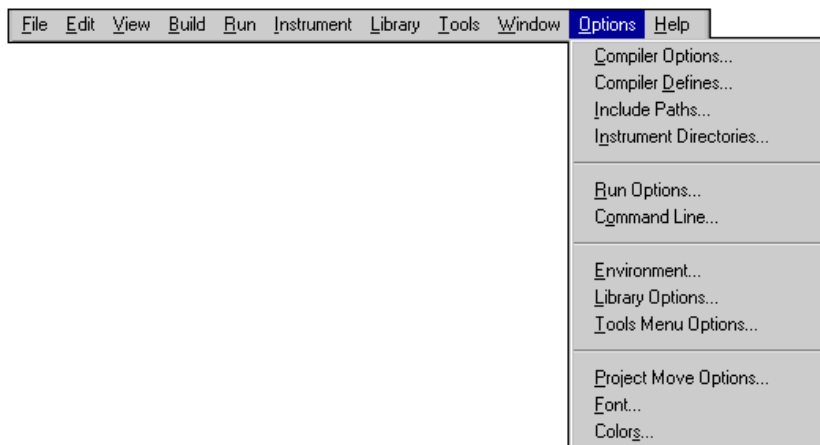 File Edit View Build Run Instrument Library Tools Window Options Help
Compiler Options...
Compiler Defines...
Include Paths...
Instrument Directories...
Run Options...
Command Line...
Environment...
Library Options...
Tools Menu Options...
Project Move Options...
Font...
Colors...